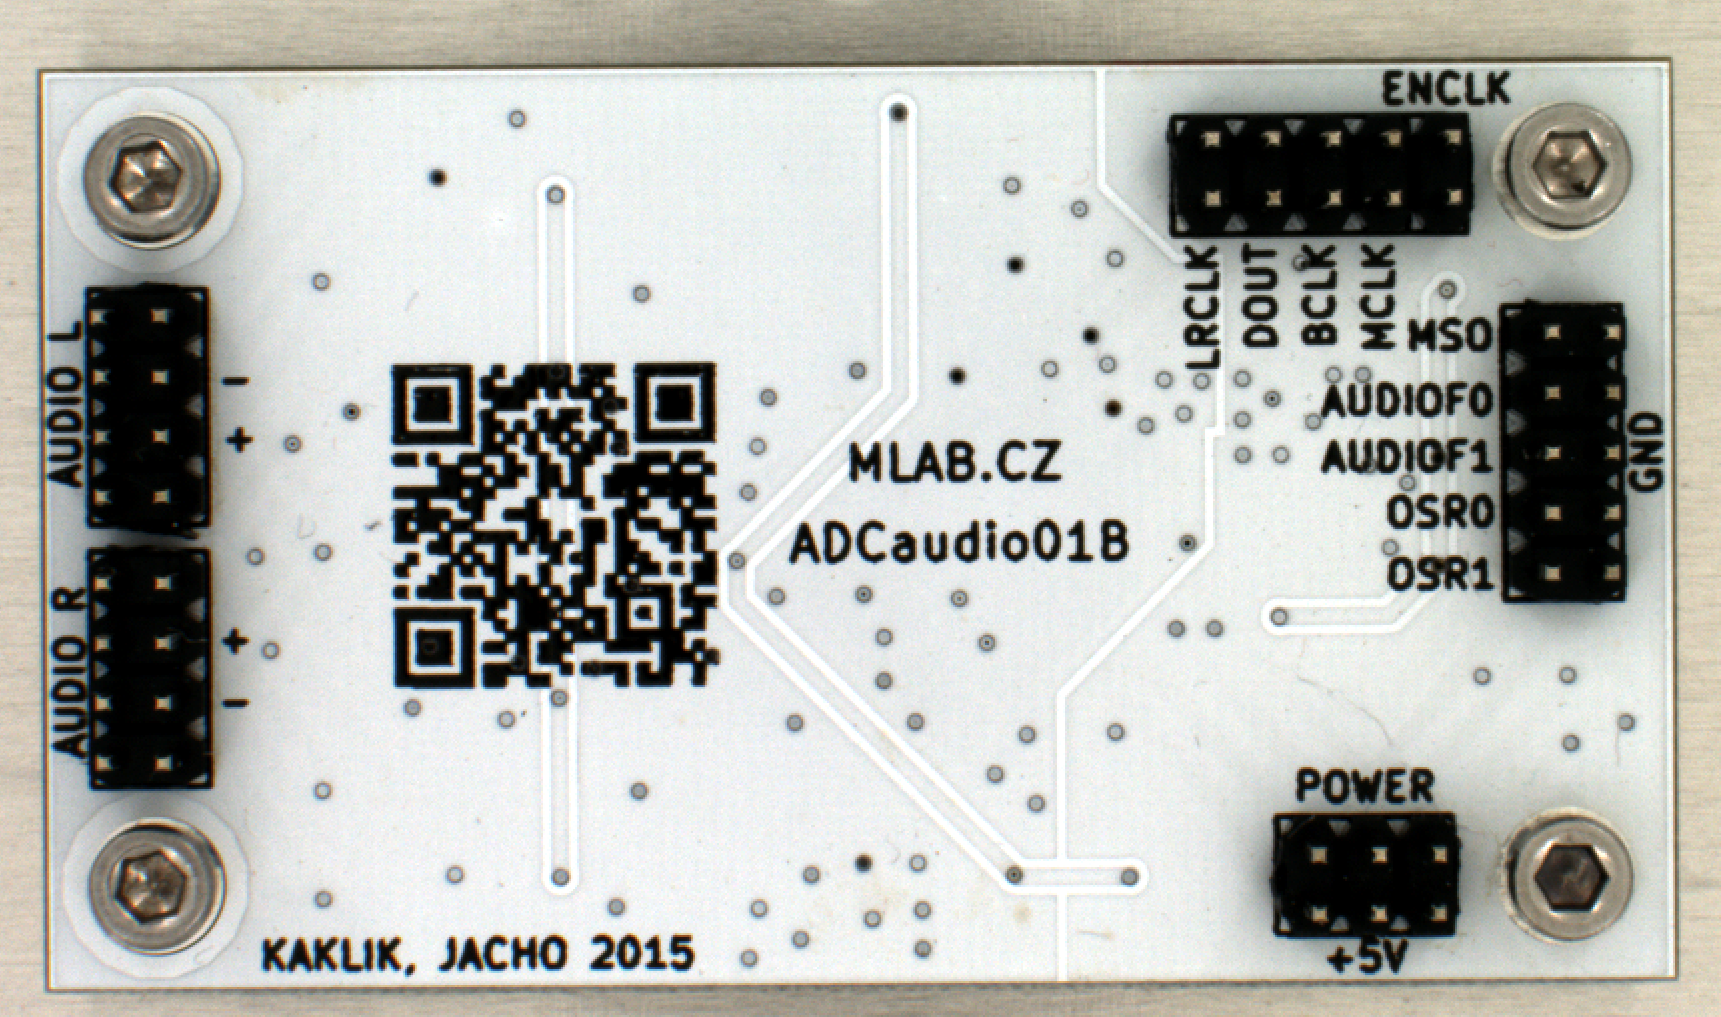 ENCLK
LRCLK
DOUT
BCLK
MCLK
AUDIO L
-
+
MS0
AUDIOF0
AUDIOF1
OSR0
OSR1
GND
MLAB.CZ
ADCaudio01B
AUDIO R
+
-
POWER
+5V
KAKLIK, JACHO 2015